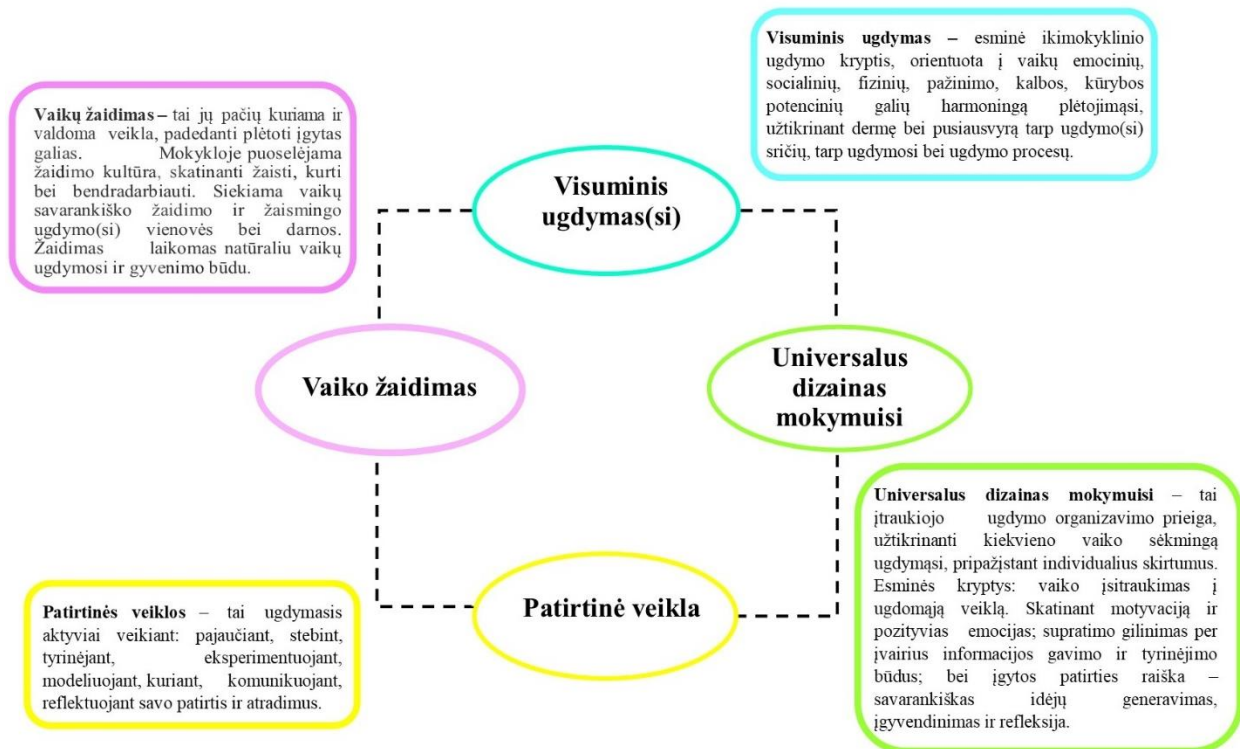 Visuminis ugdymas – esminė ikimokyklinio
ugdymo kryptis, orientuota į vaikų emocinių,
socialinių, fizinių, pažinimo, kalbos, kūrybos
potencinių galių harmoningą plėtojimąsi,
užtikrinant dermę bei pusiausvyrą tarp ugdymo(si)
sričių, tarp ugdymosi bei ugdymo procesų.
Vaikų žaidimas – tai jų pačių kuriama ir
valdoma veikla, padedanti plėtoti įgytas
galias. Mokykloje puoselėjama
žaidimo kultūra, skatinanti žaisti, kurti
bei bendradarbiauti. Siekiama vaikų
savarankiško žaidimo ir žaismingo
ugdymo(si) vienovės bei darnos.
Žaidimas laikomas natūraliu vaikų
ugdymosi ir gyvenimo būdu.
Visuminis
ugdymas(si)
Vaiko žaidimas
Universalus
dizainas
mokymuisi
Patirtinė veikla
Universalus dizainas mokymuisi – tai
įtraukiojo ugdymo organizavimo prieiga,
užtikrinanti kiekvieno vaiko sėkmingą
ugdymąsi, pripažįstant individualius skirtumus.
Esminės kryptys: vaiko įsitraukimas į
ugdomąją veiklą. Skatinant motyvaciją ir
pozityvias emocijas; supratimo gilinimas per
įvairius informacijos gavimo ir tyrinėjimo
būdus; bei įgytos patirties raiška –
savarankiškas idėjų generavimas,
įgyvendinimas ir refleksija.
Patirtinės veiklos – tai ugdymasis
aktyviai veikiant: pajaučiant, stebint,
tyrinėjant, eksperimentuojant,
modeliuojant, kuriant, komunikuojant,
reflektuojant savo patirtis ir atradimus.